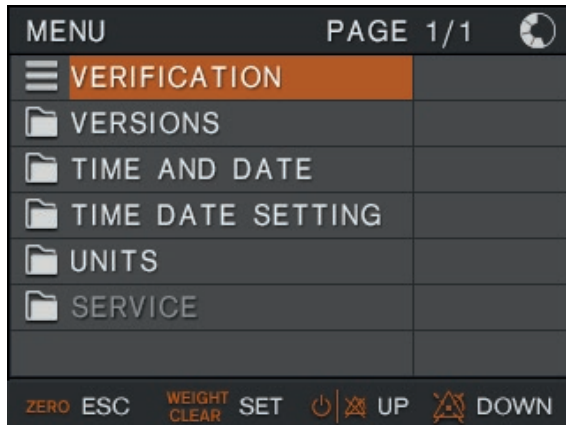 MENU PAGE 1/1
VERIFICATION
VERSIONS
TIME AND DATE
TIME DATE SETTING
UNITS
SERVICE
ZERO ESC WEIGHT CLEAR SET UP DOWN